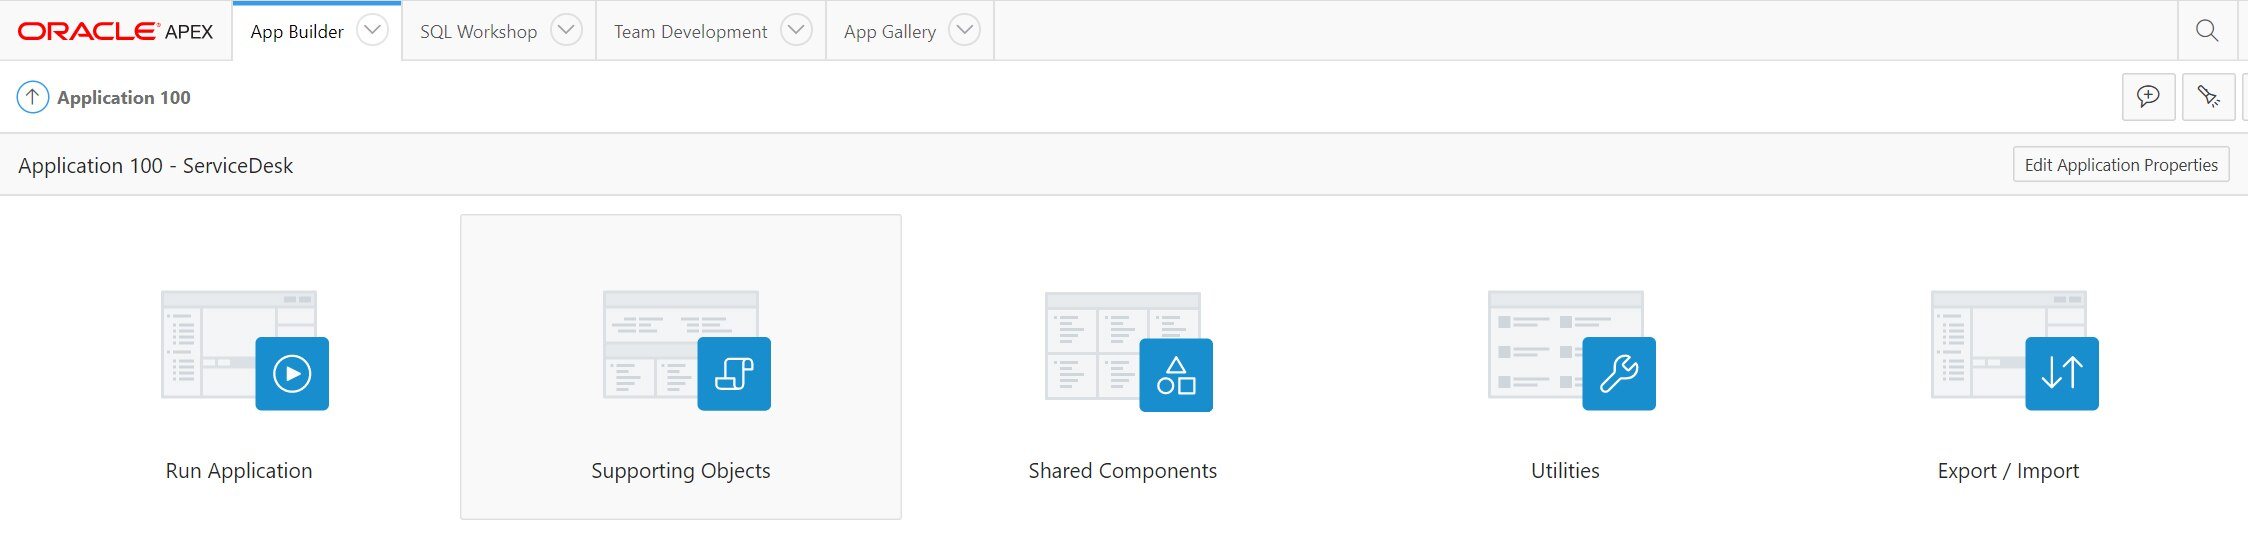 ORACLE® APEX App Builder SQL Workshop Team Development App Gallery
Application 100
Application 100 - ServiceDesk Edit Application Properties
Run Application Supporting Objects Shared Components Utilities Export / Import